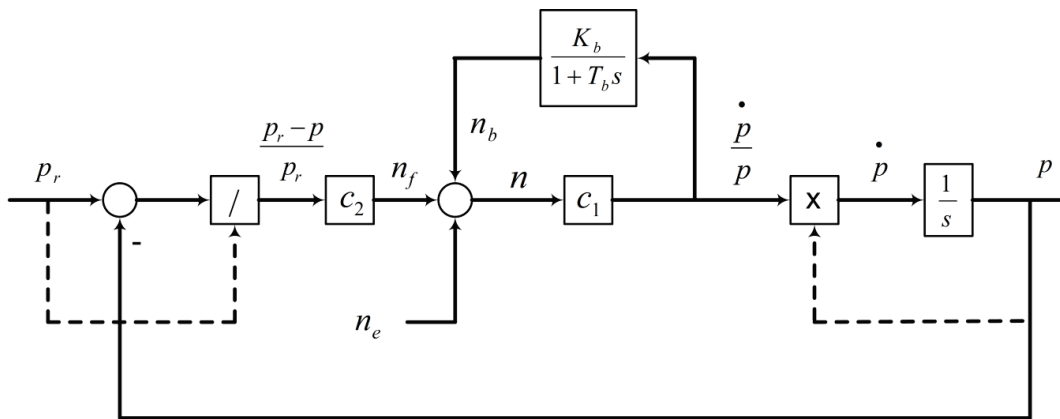 K_b
1 + T_b s
n_b
p_r
p_r − p
p_r
n_f
n
ṗ
p
ṗ
p
/
c_2
c_1
x
1
s
-
n_e